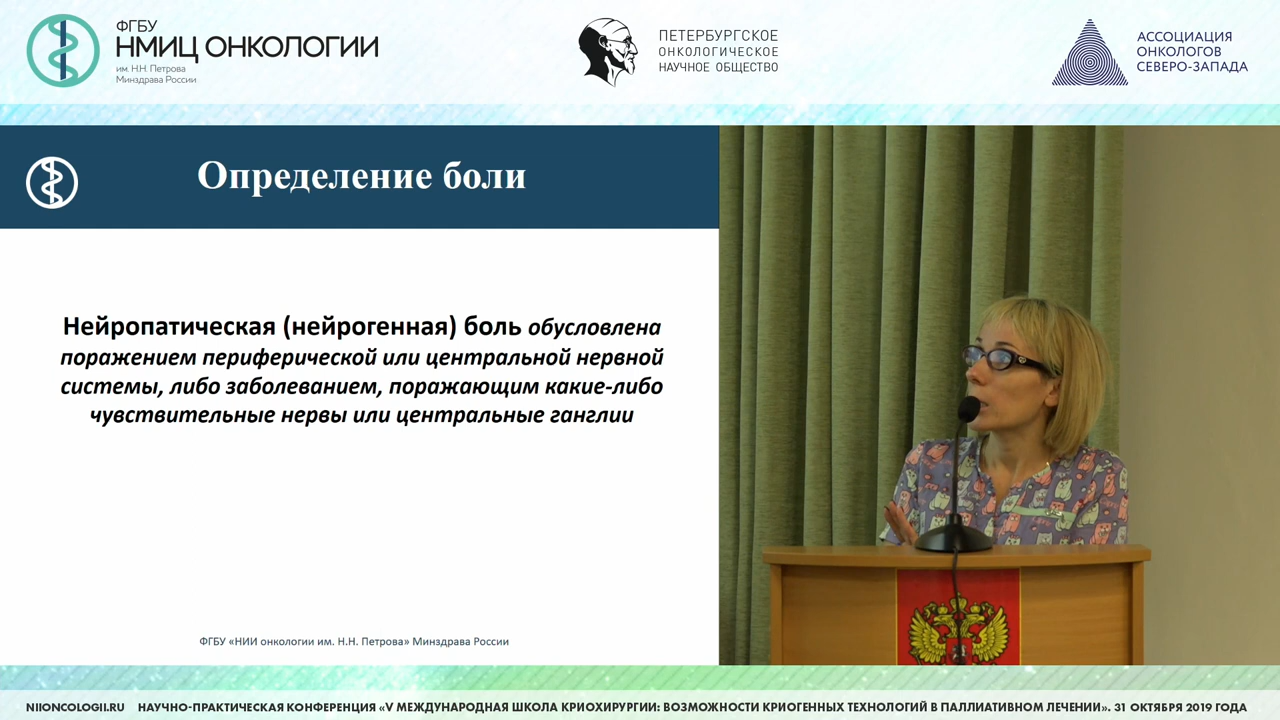 ФГБУ
НМИЦ ОНКОЛОГИИ
им. Н.Н. Петрова
Минздрава России
ПЕТЕРБУРГСКОЕ
ОНКОЛОГИЧЕСКОЕ
НАУЧНОЕ ОБЩЕСТВО
АССОЦИАЦИЯ
ОНКОЛОГОВ
СЕВЕРО-ЗАПАДА
Определение боли
Нейропатическая (нейрогенная) боль обусловлена
поражением периферической или центральной нервной
системы, либо заболеванием, поражающим какие-либо
чувствительные нервы или центральные ганглии
ФГБУ «НИИ онкологии им. Н.Н. Петрова» Минздрава России
NIIONCOLOGII.RU НАУЧНО-ПРАКТИЧЕСКАЯ КОНФЕРЕНЦИЯ «V МЕЖДУНАРОДНАЯ ШКОЛА КРИОХИРУРГИИ: ВОЗМОЖНОСТИ КРИОГЕННЫХ ТЕХНОЛОГИЙ В ПАЛЛИАТИВНОМ ЛЕЧЕНИИ». 31 ОКТЯБРЯ 2019 ГОДА